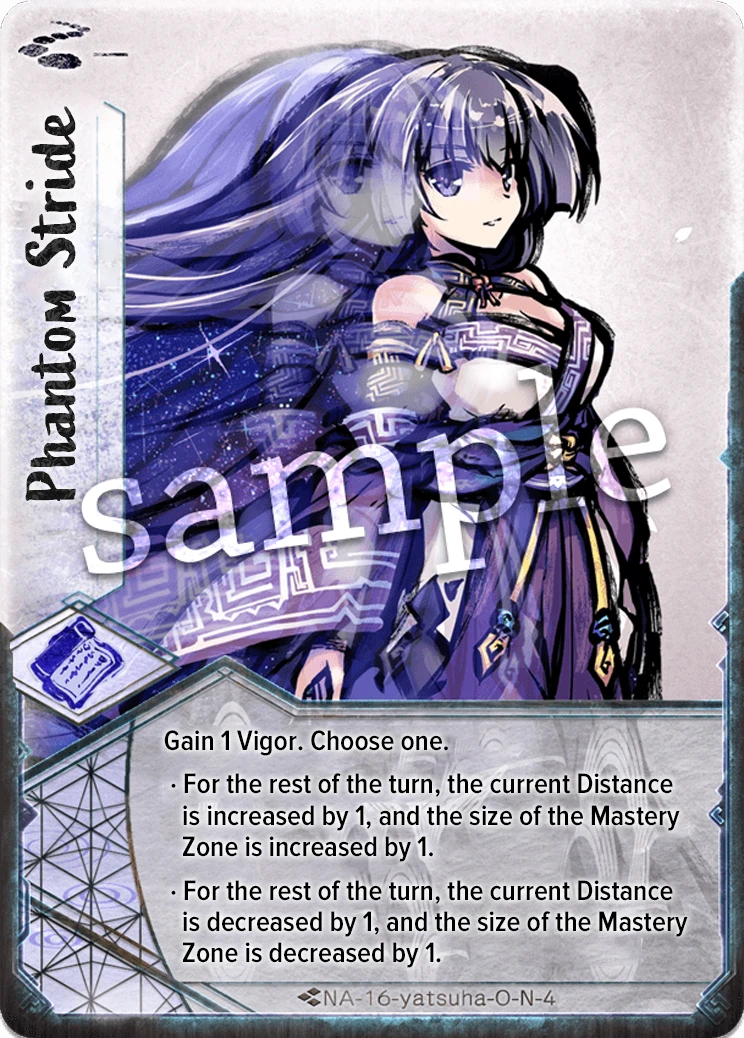 Phantom Stride
sample
Gain 1 Vigor. Choose one.
· For the rest of the turn, the current Distance
is increased by 1, and the size of the Mastery
Zone is increased by 1.
· For the rest of the turn, the current Distance
is decreased by 1, and the size of the Mastery
Zone is decreased by 1.
NA-16-yatsuha-O-N-4